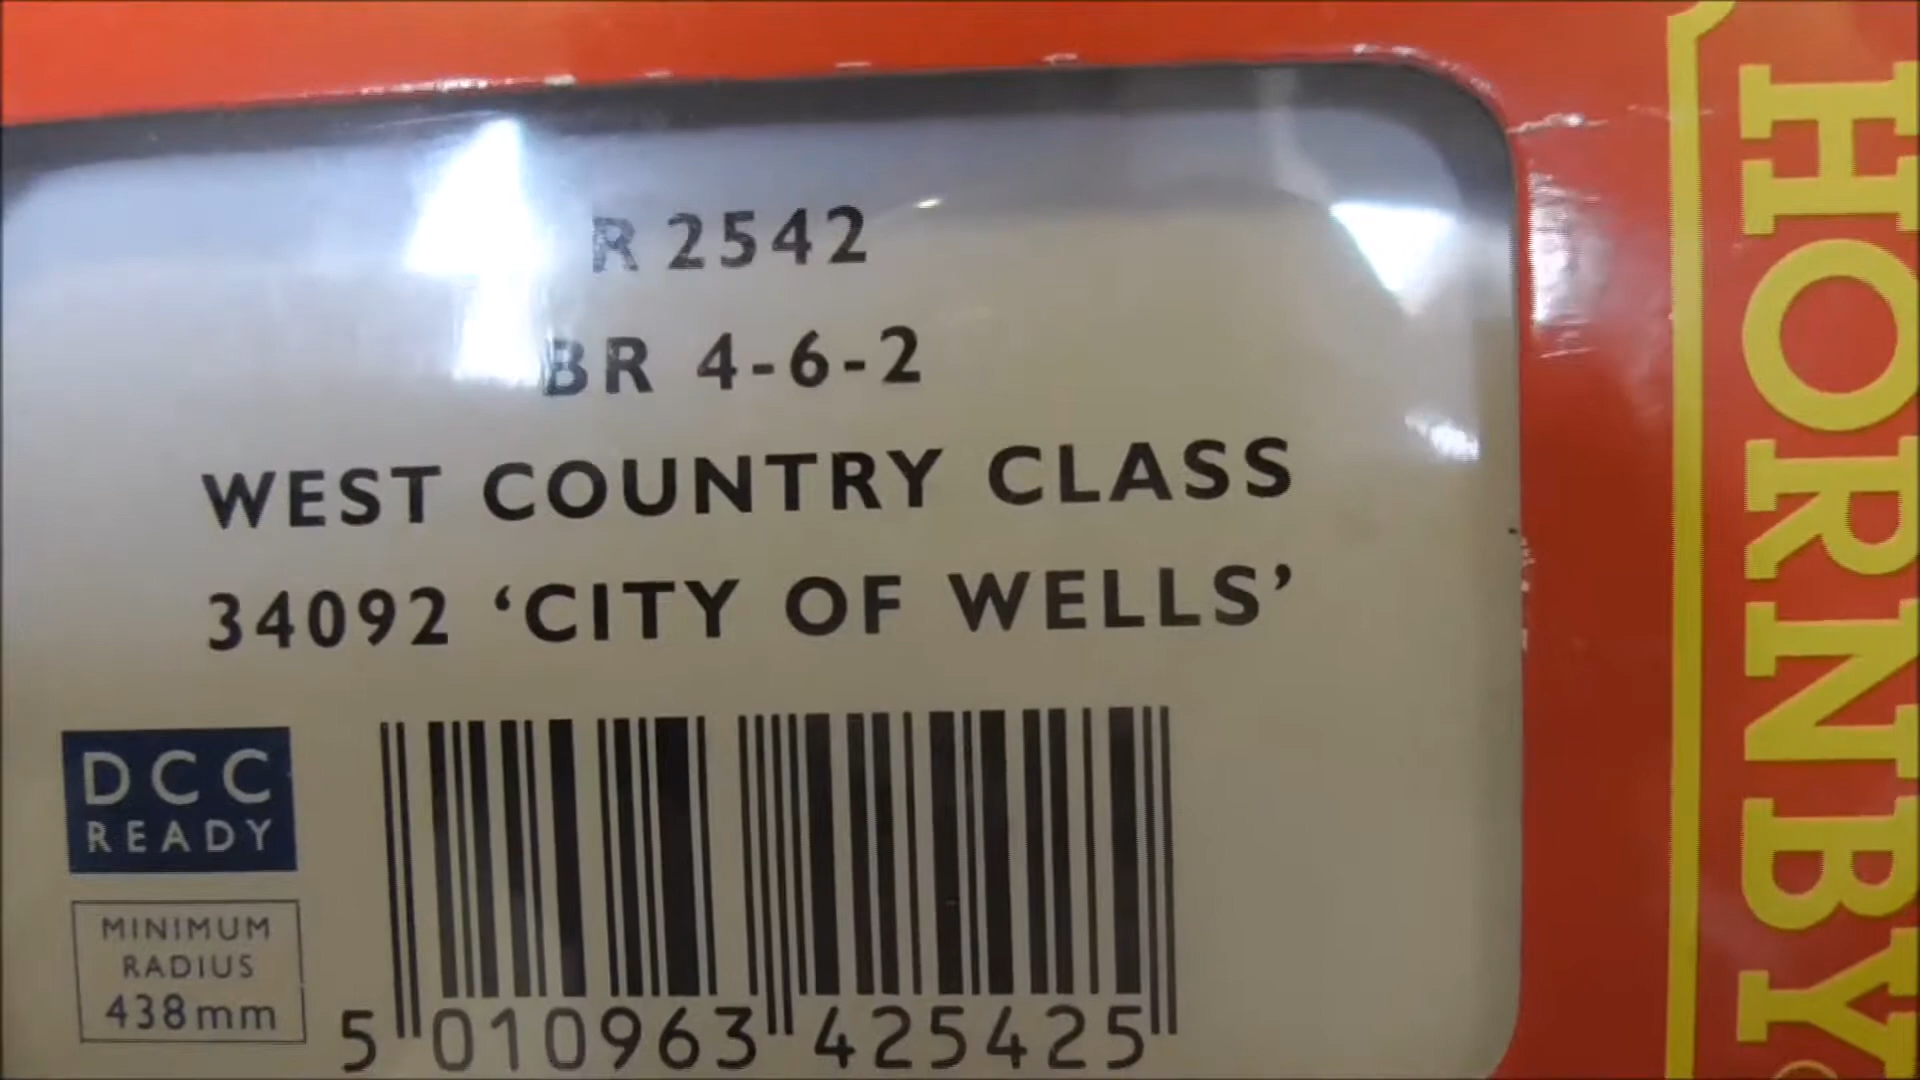 R 2542
BR 4-6-2
WEST COUNTRY CLASS
34092 ‘CITY OF WELLS’
DCC
READY
MINIMUM
RADIUS
438mm
5 010963 425425
HORNBY